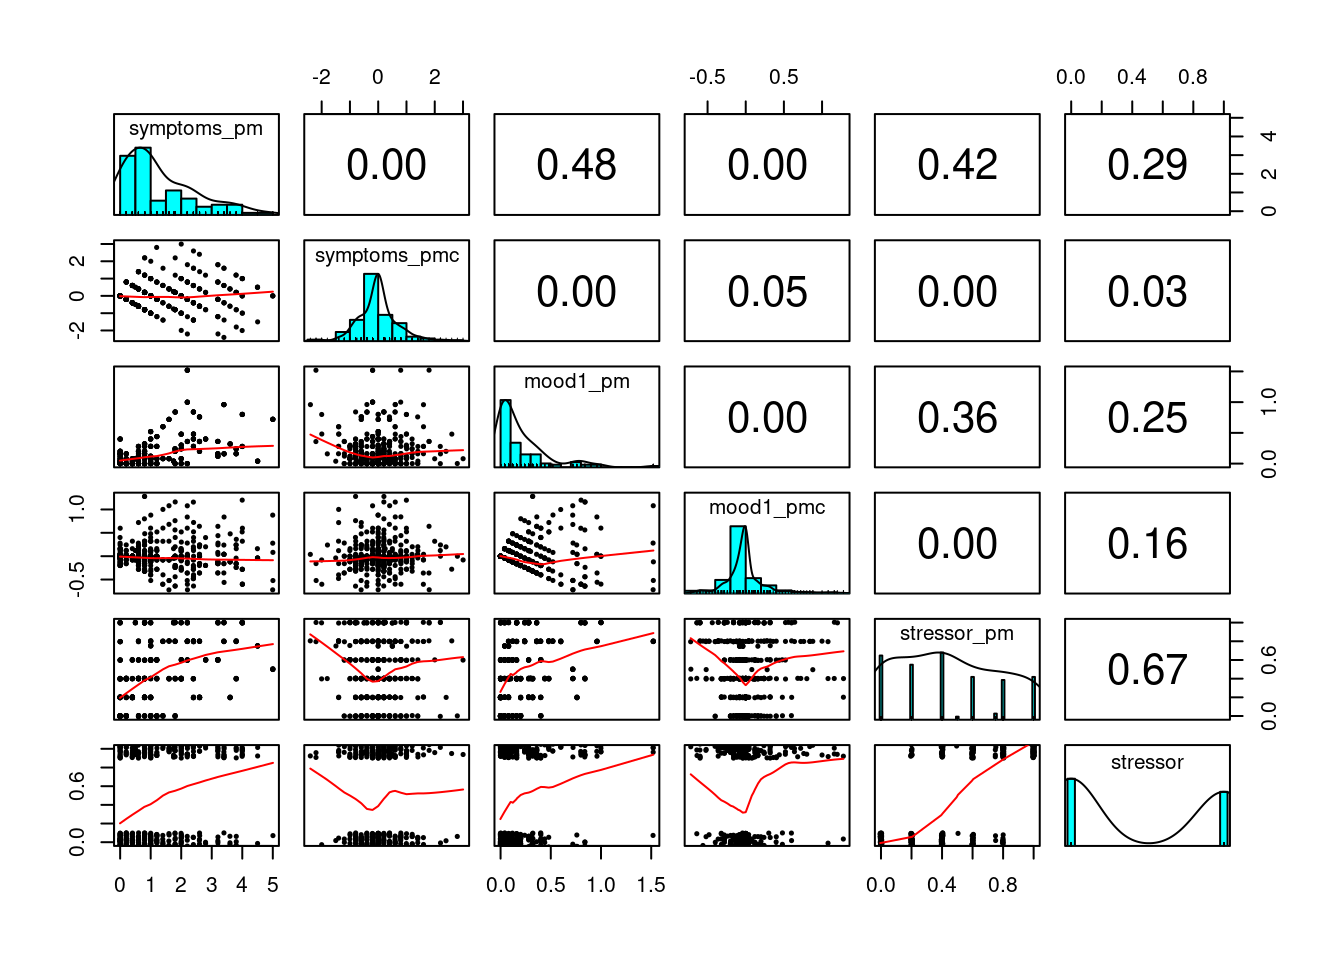 -2 0 2 -0.5 0.5 0.0 0.4 0.8
symptoms_pm 0.00 0.48 0.00 0.42 0.29 0 2 4
-2 0 2 symptoms_pmc 0.00 0.05 0.00 0.03
mood1_pm 0.00 0.36 0.25 0.0 1.0
-0.5 1.0 mood1_pmc 0.00 0.16
stressor_pm 0.67 0.0 0.6
0.0 0.6 stressor
0 1 2 3 4 5 0.0 0.5 1.0 1.5 0.0 0.4 0.8